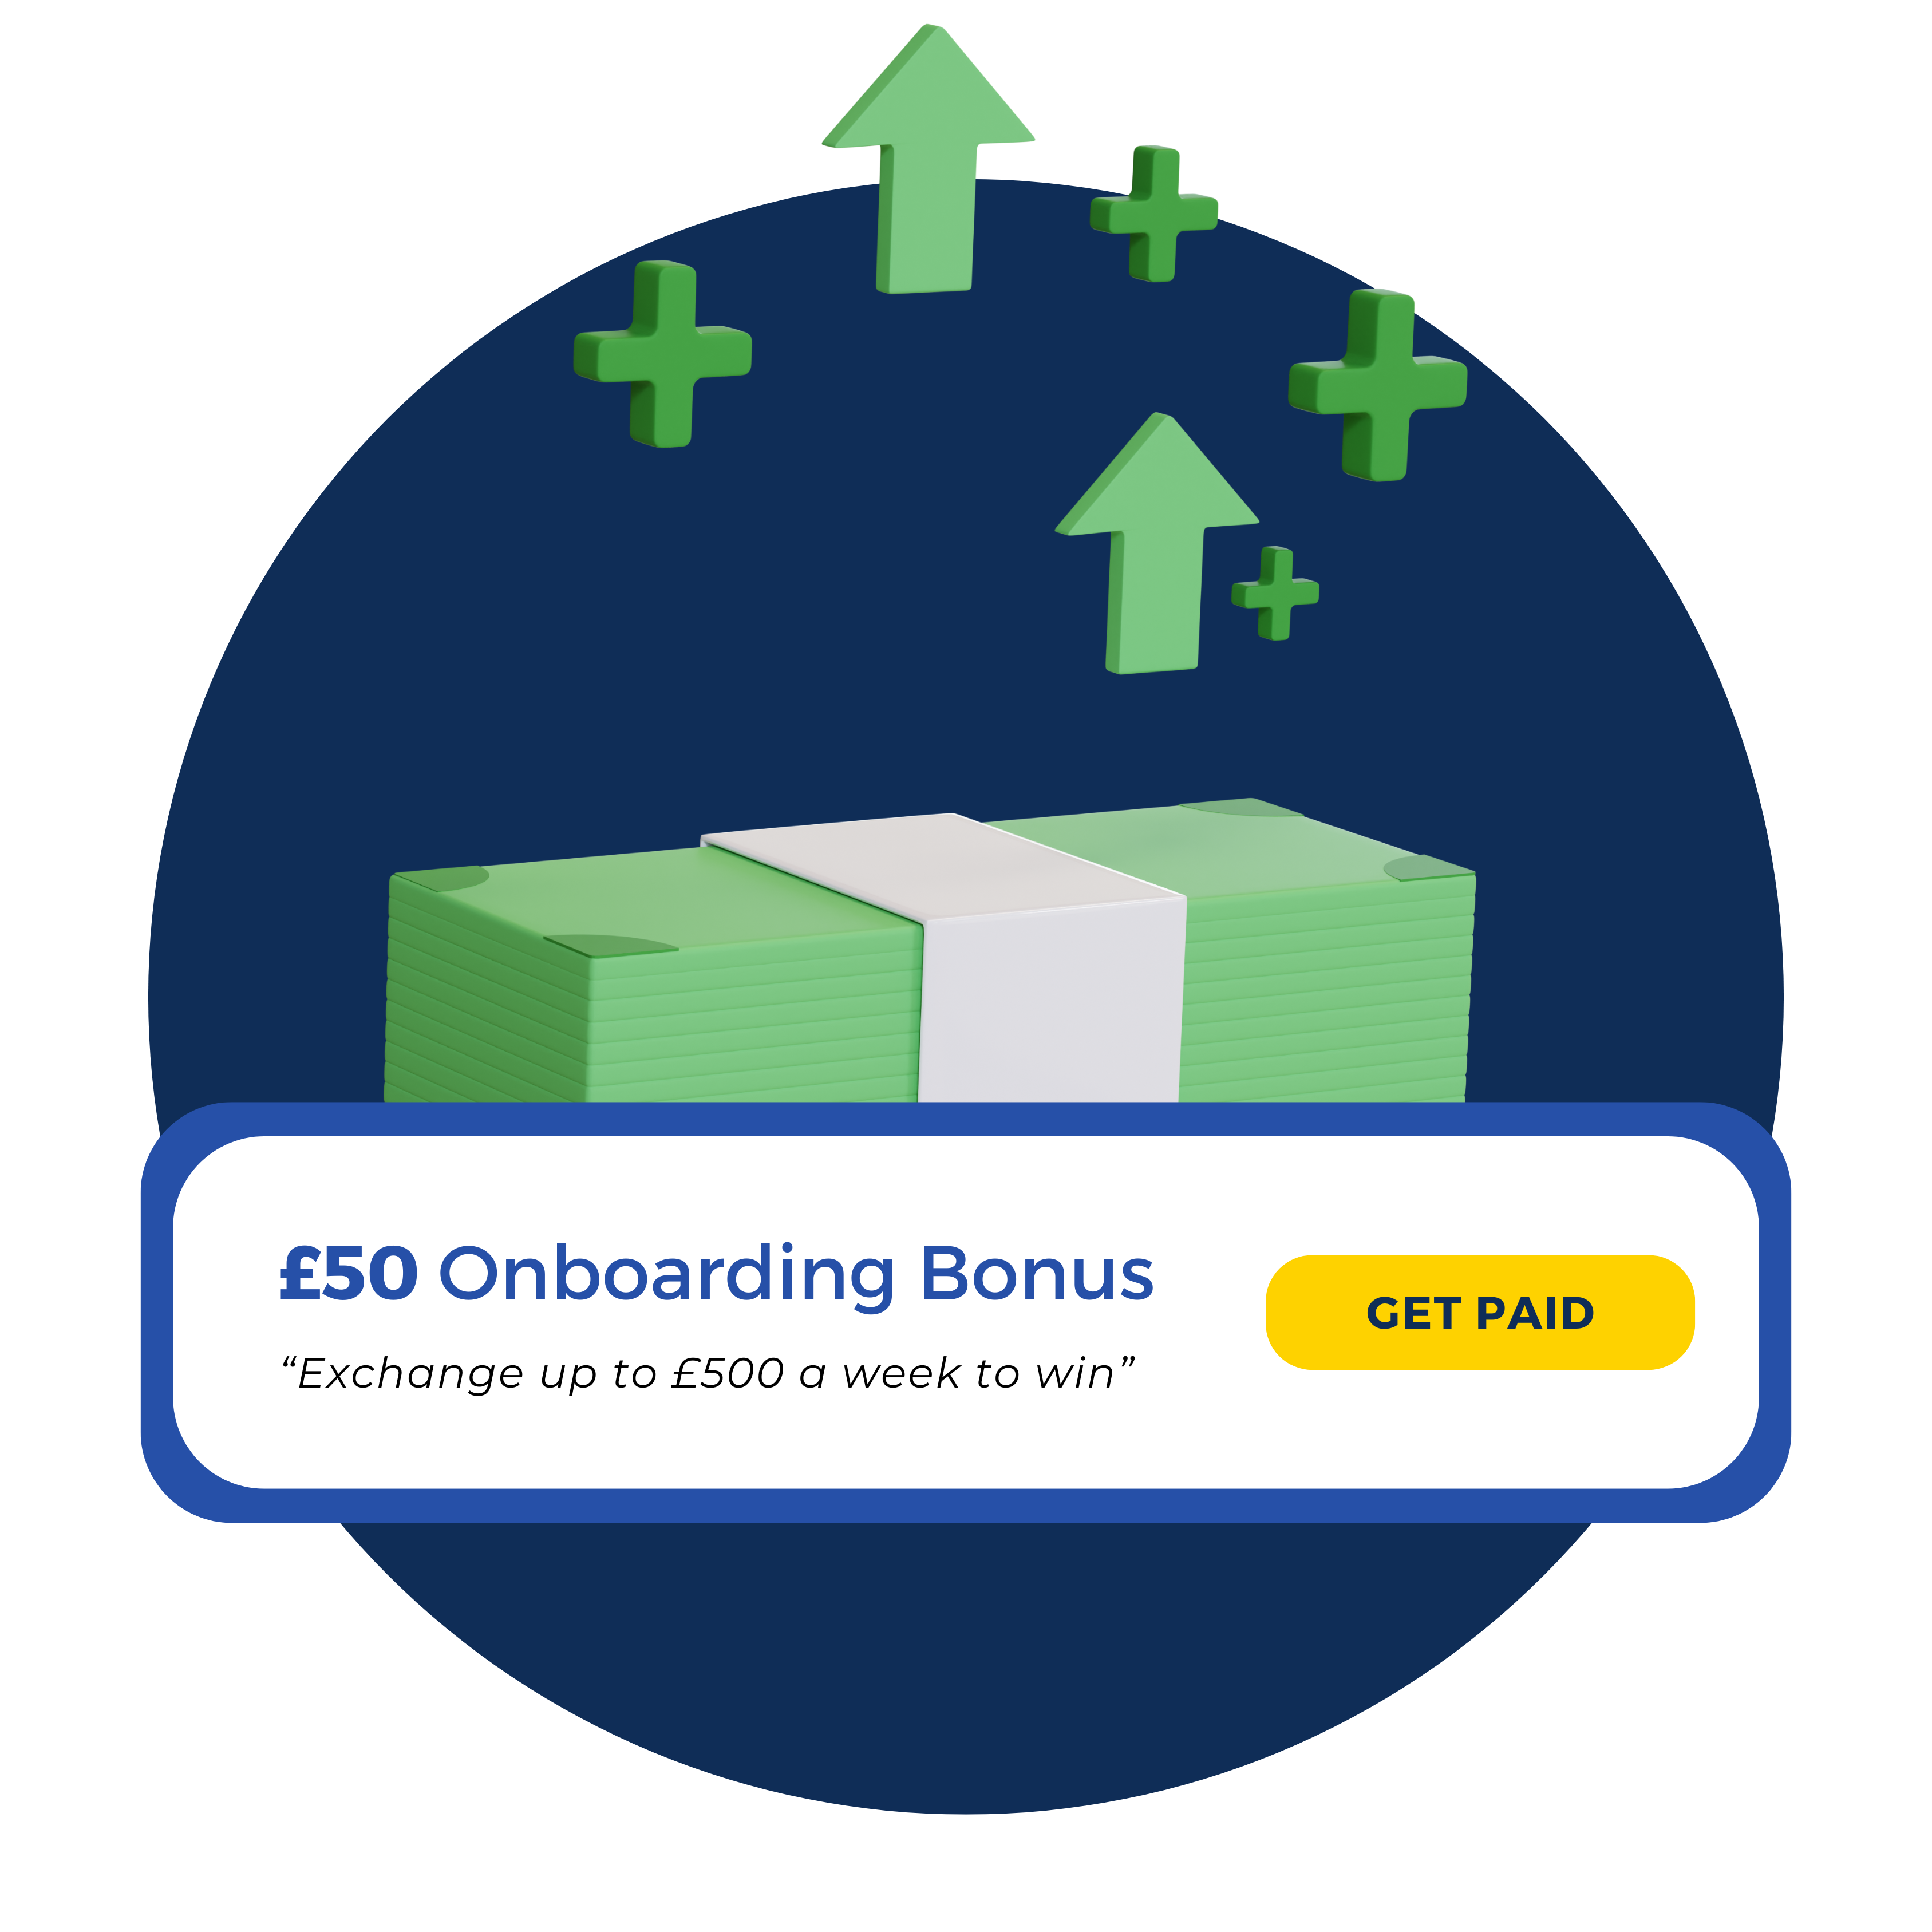 £50 Onboarding Bonus
“Exchange up to £500 a week to win”
GET PAID